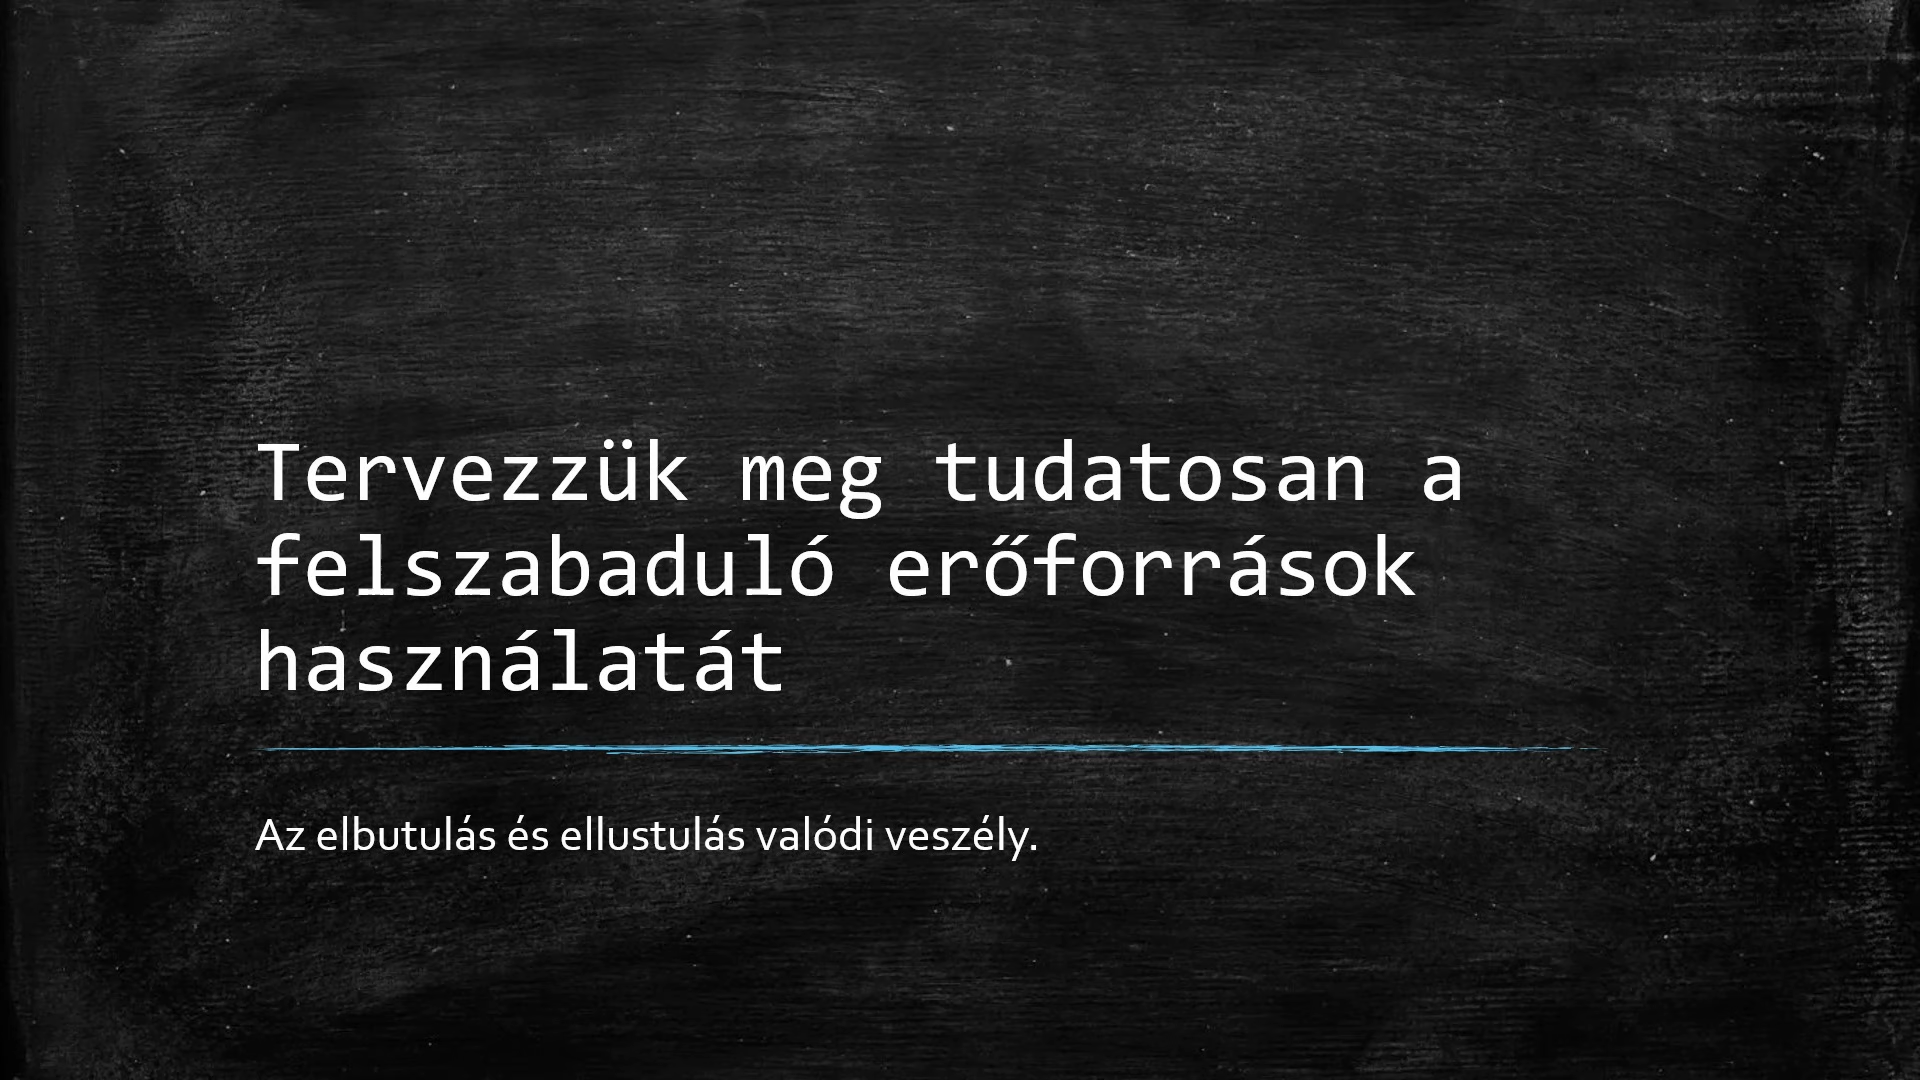 Tervezzük meg tudatosan a
felszabaduló erőforrások
használatát
Az elbutulás és ellustulás valódi veszély.